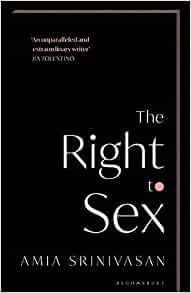 'An unparalleled and
extraordinary writer'
JIA TOLENTINO
The
Right
to
Sex
AMIA SRINIVASAN
BLOOMSBURY